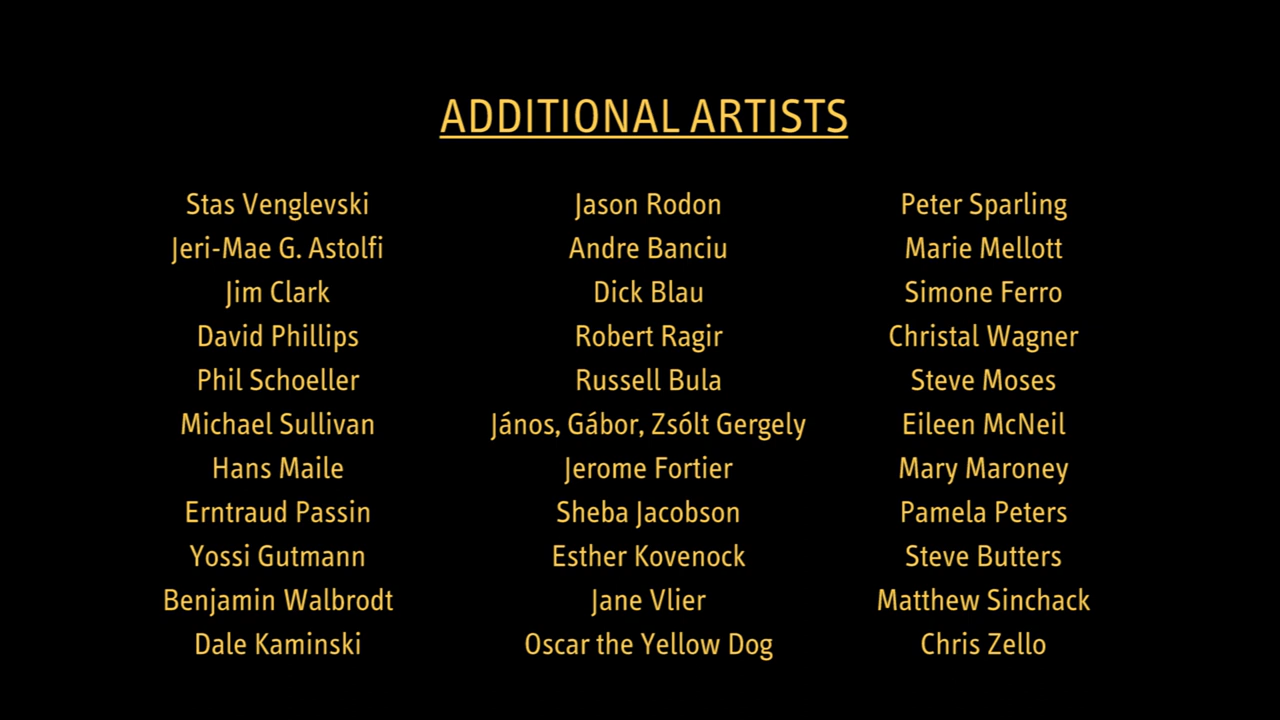 ADDITIONAL ARTISTS
Stas Venglevski
Jeri-Mae G. Astolfi
Jim Clark
David Phillips
Phil Schoeller
Michael Sullivan
Hans Maile
Erntraud Passin
Yossi Gutmann
Benjamin Walbrodt
Dale Kaminski
Jason Rodon
Andre Banciu
Dick Blau
Robert Ragir
Russell Bula
János, Gábor, Zsólt Gergely
Jerome Fortier
Sheba Jacobson
Esther Kovenock
Jane Vlier
Oscar the Yellow Dog
Peter Sparling
Marie Mellott
Simone Ferro
Christal Wagner
Steve Moses
Eileen McNeil
Mary Maroney
Pamela Peters
Steve Butters
Matthew Sinchack
Chris Zello